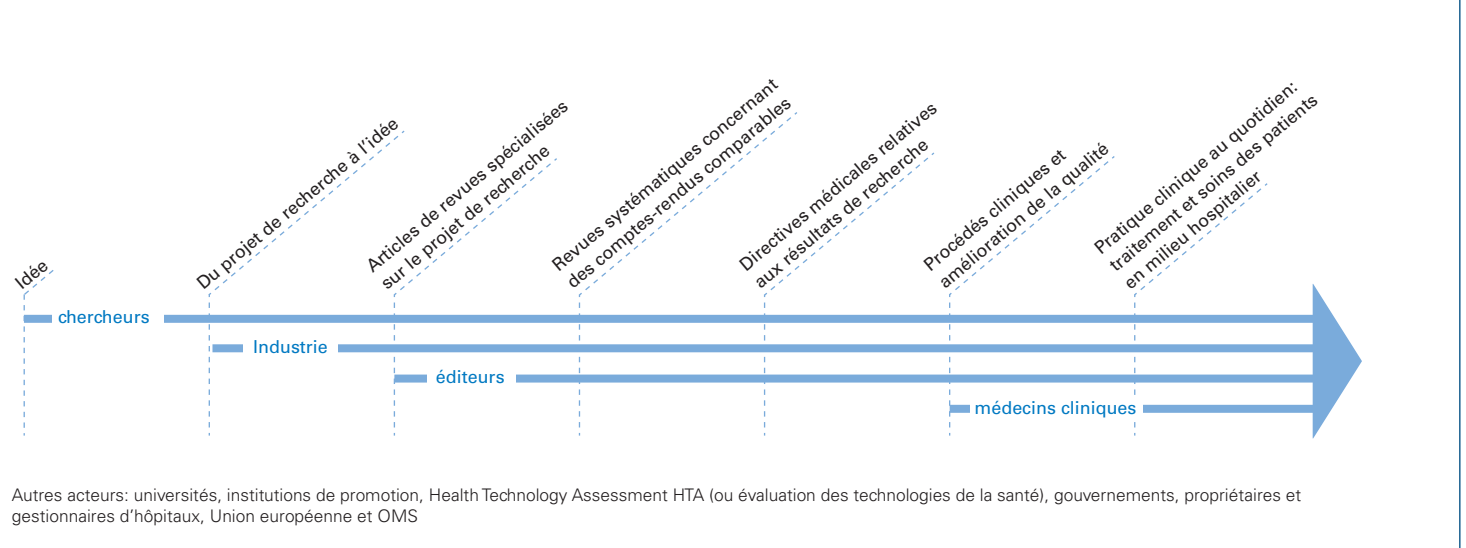 Idée
Du projet de recherche à l'idée
Articles de revues spécialisées
sur le projet de recherche
Revues systématiques concernant
des comptes-rendus comparables
Directives médicales relatives
aux résultats de recherche
Procédés cliniques et
amélioration de la qualité
Pratique clinique au quotidien:
traitement et soins des patients
en milieu hospitalier
chercheurs
Industrie
éditeurs
médecins cliniques
Autres acteurs: universités, institutions de promotion, Health Technology Assessment HTA (ou évaluation des technologies de la santé), gouvernements, propriétaires et
gestionnaires d'hôpitaux, Union européenne et OMS